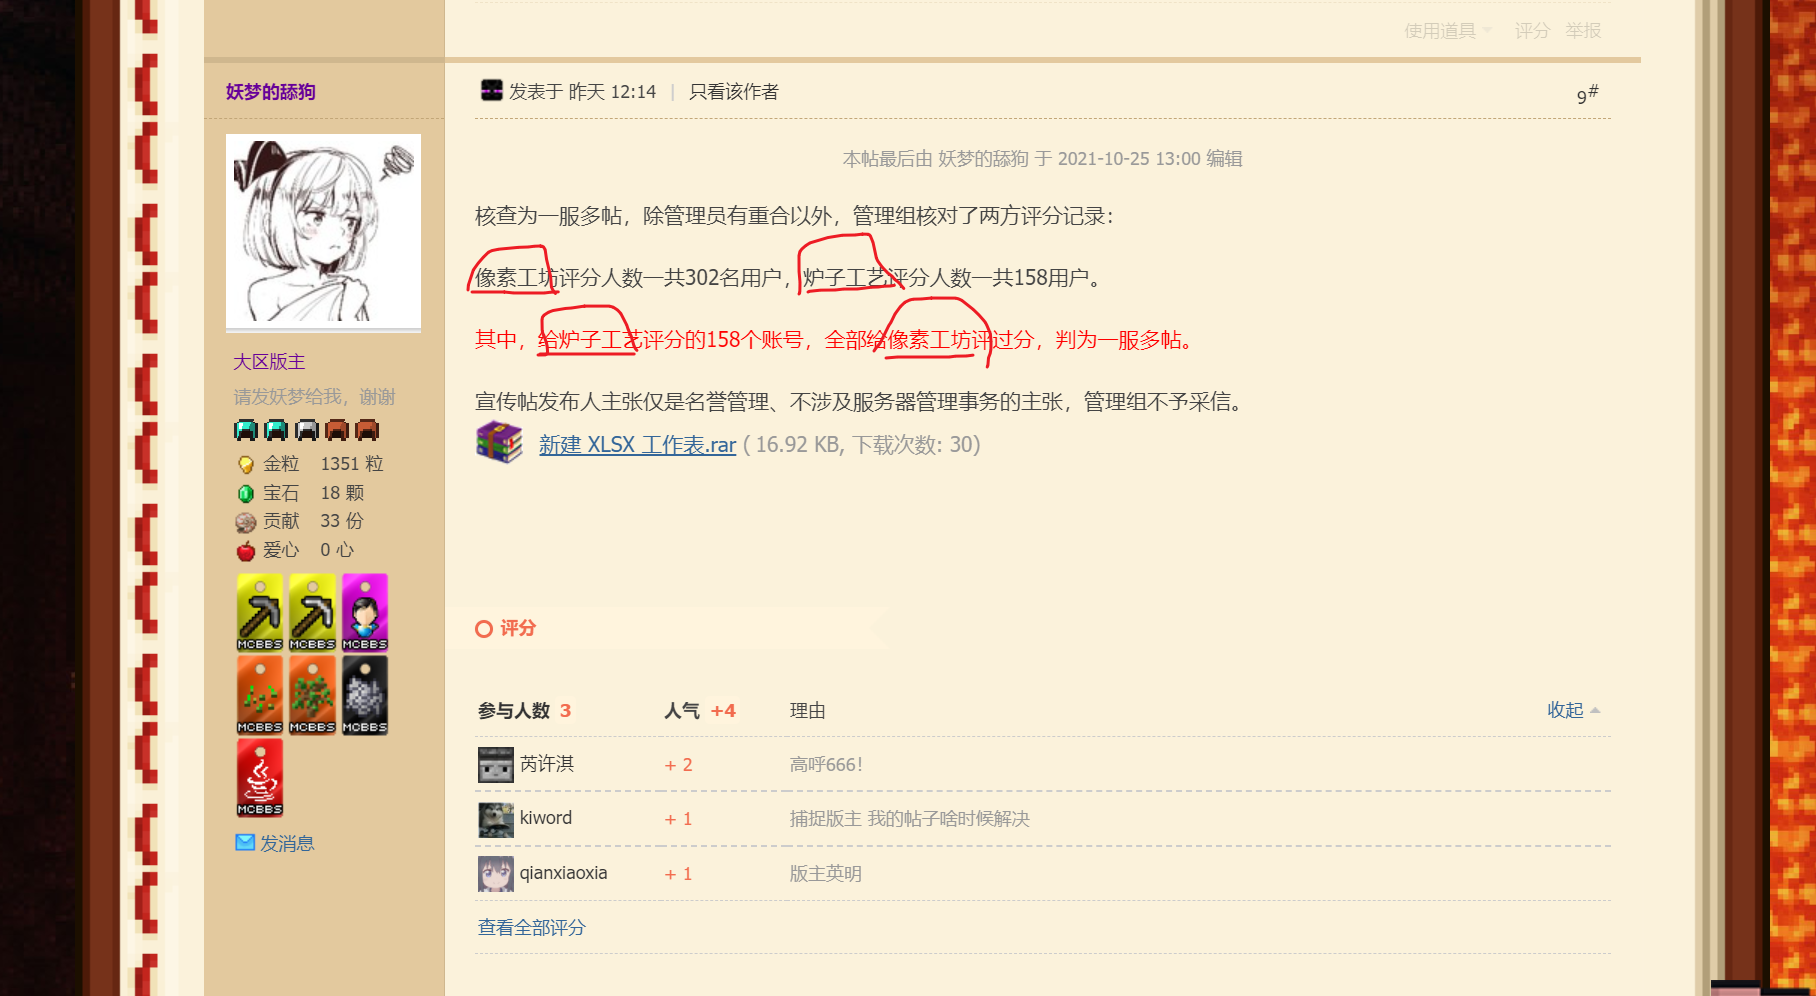 使用道具 评分 举报
妖梦的舔狗
发表于 昨天 12:14 | 只看该作者
9#
本帖最后由 妖梦的舔狗 于 2021-10-25 13:00 编辑
核查为一服多帖，除管理员有重合以外，管理组核对了两方评分记录：
像素工坊评分人数一共302名用户，炉子工艺评分人数一共158用户。
其中，给炉子工艺评分的158个账号，全部给像素工坊评过分，判为一服多帖。
宣传帖发布人主张仅是名誉管理、不涉及服务器管理事务的主张，管理组不予采信。
新建 XLSX 工作表.rar ( 16.92 KB, 下载次数: 30)
大区版主
请发妖梦给我，谢谢
金粒 1351 粒
宝石 18 颗
贡献 33 份
爱心 0 心
MCBBS MCBBS MCBBS
MCBBS MCBBS MCBBS
MCBBS
发消息
评分
参与人数 3 人气 +4 理由 收起
芮许淇 + 2 高呼666！
kiword + 1 捕捉版主 我的帖子啥时候解决
qianxiaoxia + 1 版主英明
查看全部评分